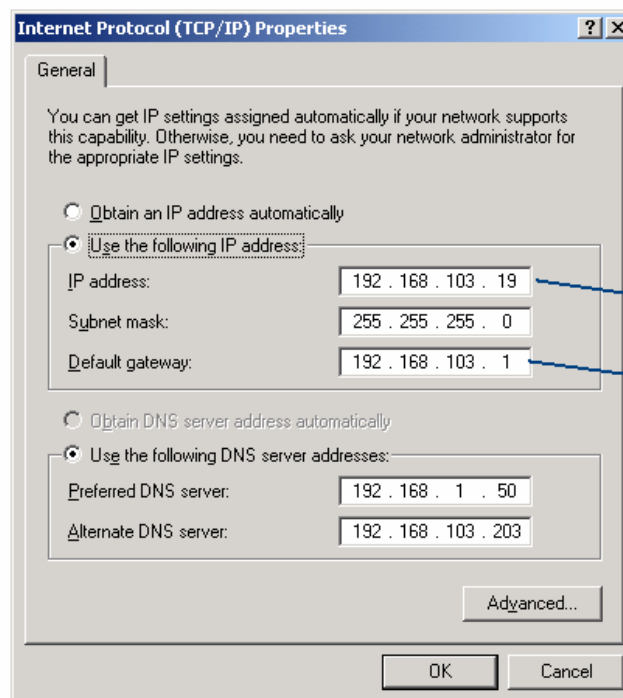 Internet Protocol (TCP/IP) Properties
General
You can get IP settings assigned automatically if your network supports
this capability. Otherwise, you need to ask your network administrator for
the appropriate IP settings.
Obtain an IP address automatically
Use the following IP address:
IP address: 192 . 168 . 103 . 19
Subnet mask: 255 . 255 . 255 . 0
Default gateway: 192 . 168 . 103 . 1
Obtain DNS server address automatically
Use the following DNS server addresses:
Preferred DNS server: 192 . 168 . 1 . 50
Alternate DNS server: 192 . 168 . 103 . 203
Advanced...
OK Cancel